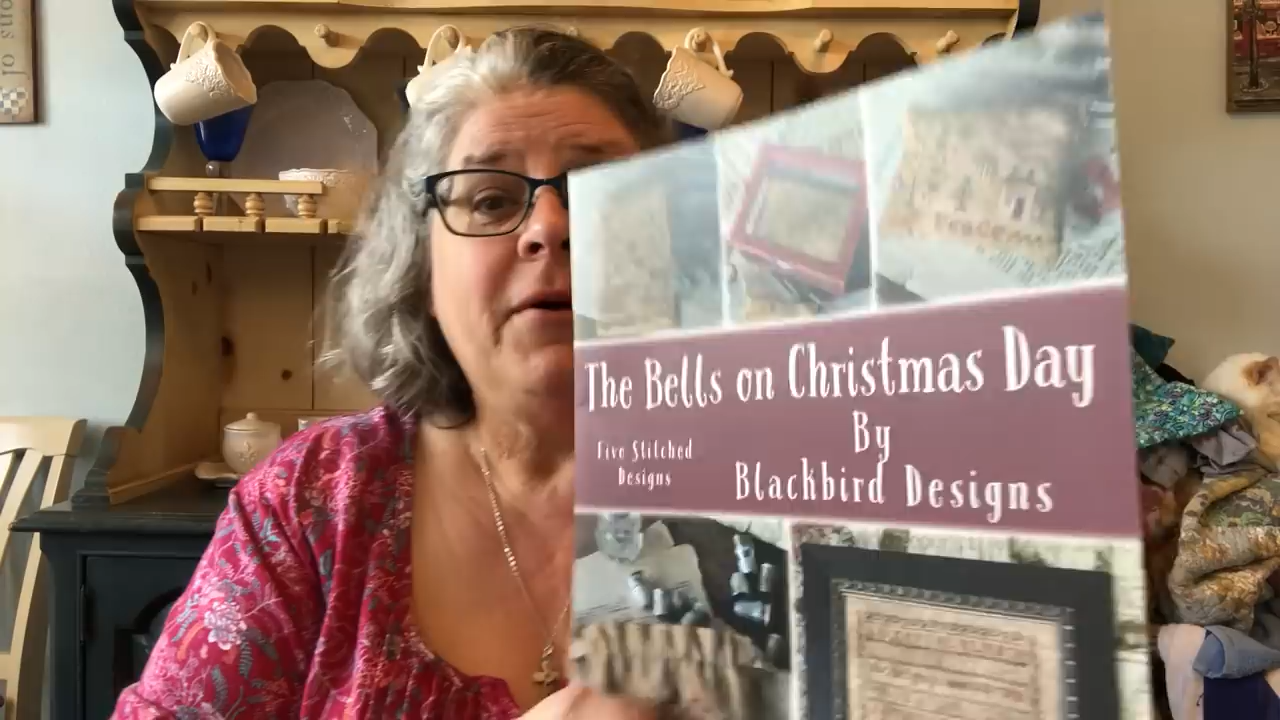 The Bells on Christmas Day
By
Blackbird Designs
Five Stitched
Designs